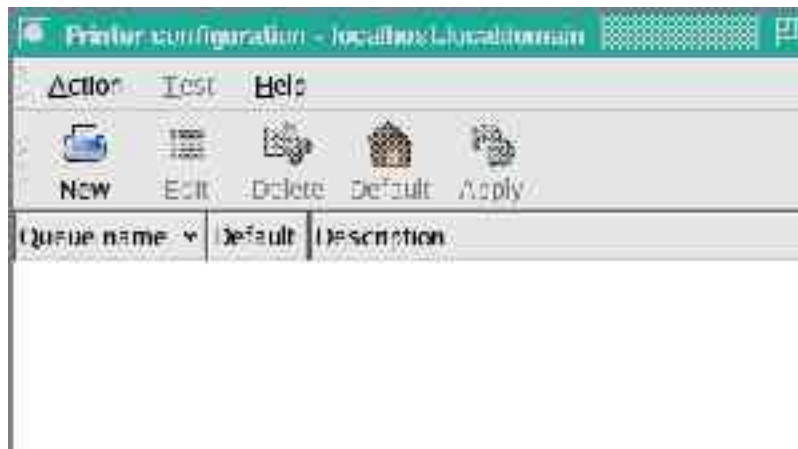 Printer configuration - localhost.localdomain
Action Test Help
New Edit Delete Default Apply
Queue name Default Description